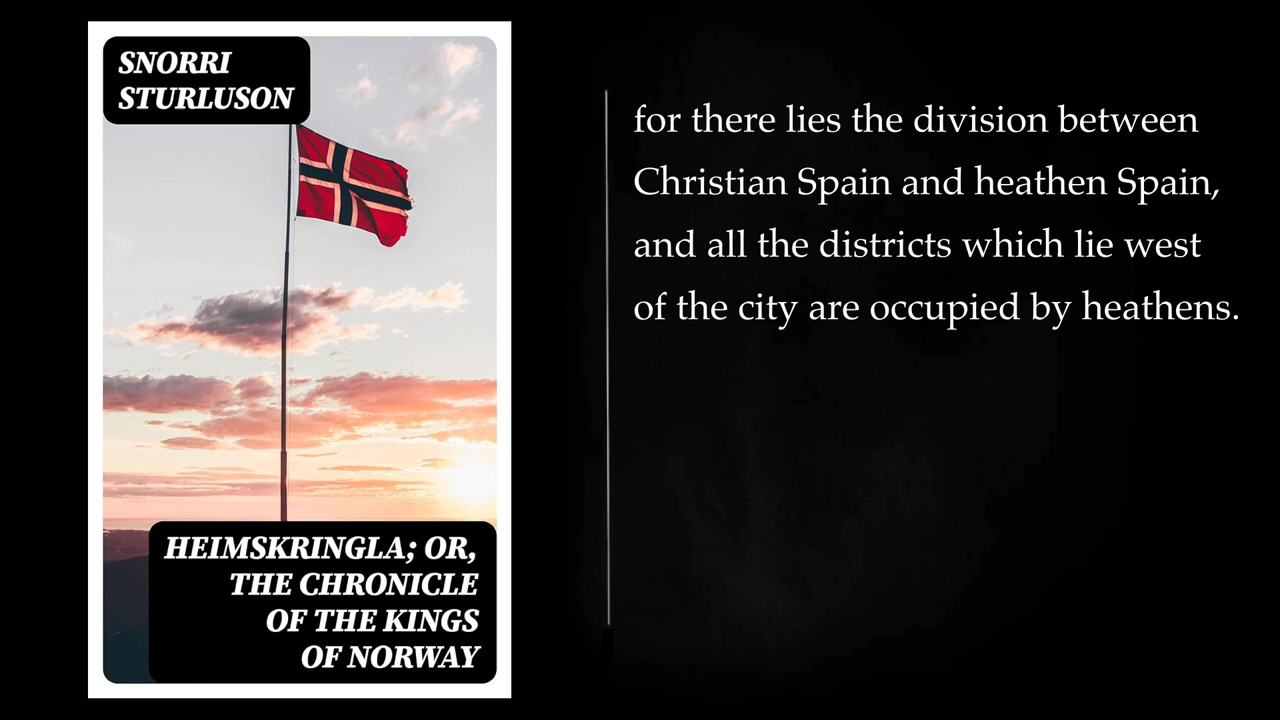 SNORRI
STURLUSON
HEIMSKRINGLA; OR,
THE CHRONICLE
OF THE KINGS
OF NORWAY
for there lies the division between
Christian Spain and heathen Spain,
and all the districts which lie west
of the city are occupied by heathens.